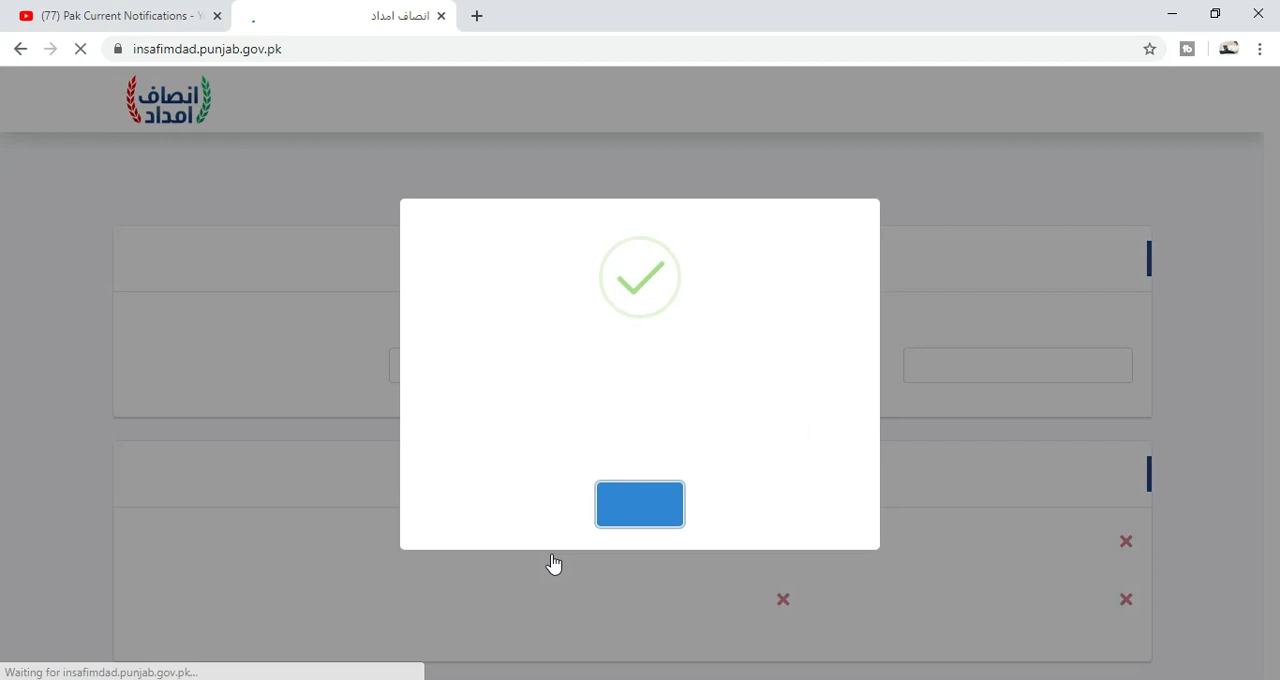 (77) Pak Current Notifications -
انصاف امداد
insafimdad.punjab.gov.pk
انصاف
امداد
Waiting for insafimdad.punjab.gov.pk...